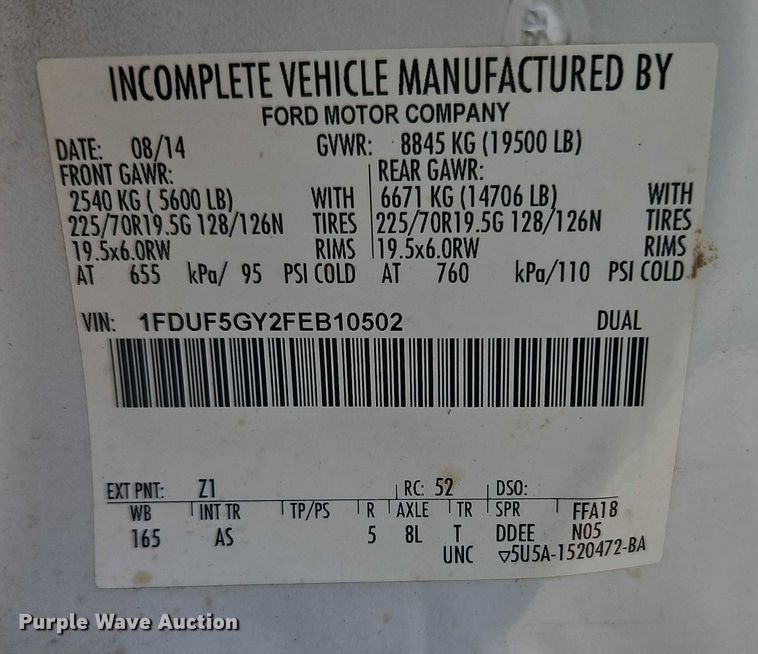 INCOMPLETE VEHICLE MANUFACTURED BY
FORD MOTOR COMPANY
DATE: 08/14 GVWR: 8845 KG (19500 LB)
FRONT GAWR: REAR GAWR:
2540 KG ( 5600 LB) WITH 6671 KG (14706 LB) WITH
225/70R19.5G 128/126N TIRES 225/70R19.5G 128/126N TIRES
19.5x6.0RW RIMS 19.5x6.0RW RIMS
AT 655 kPa/ 95 PSI COLD AT 760 kPa/110 PSI COLD
VIN: 1FDUF5GY2FEB10502 DUAL
EXT PNT: Z1 RC: 52 DSO:
WB INT TR TP/PS R AXLE TR SPR FFA18
165 AS 5 8L T DDEE N05
UNC ▽5U5A-1520472-BA
Purple Wave Auction